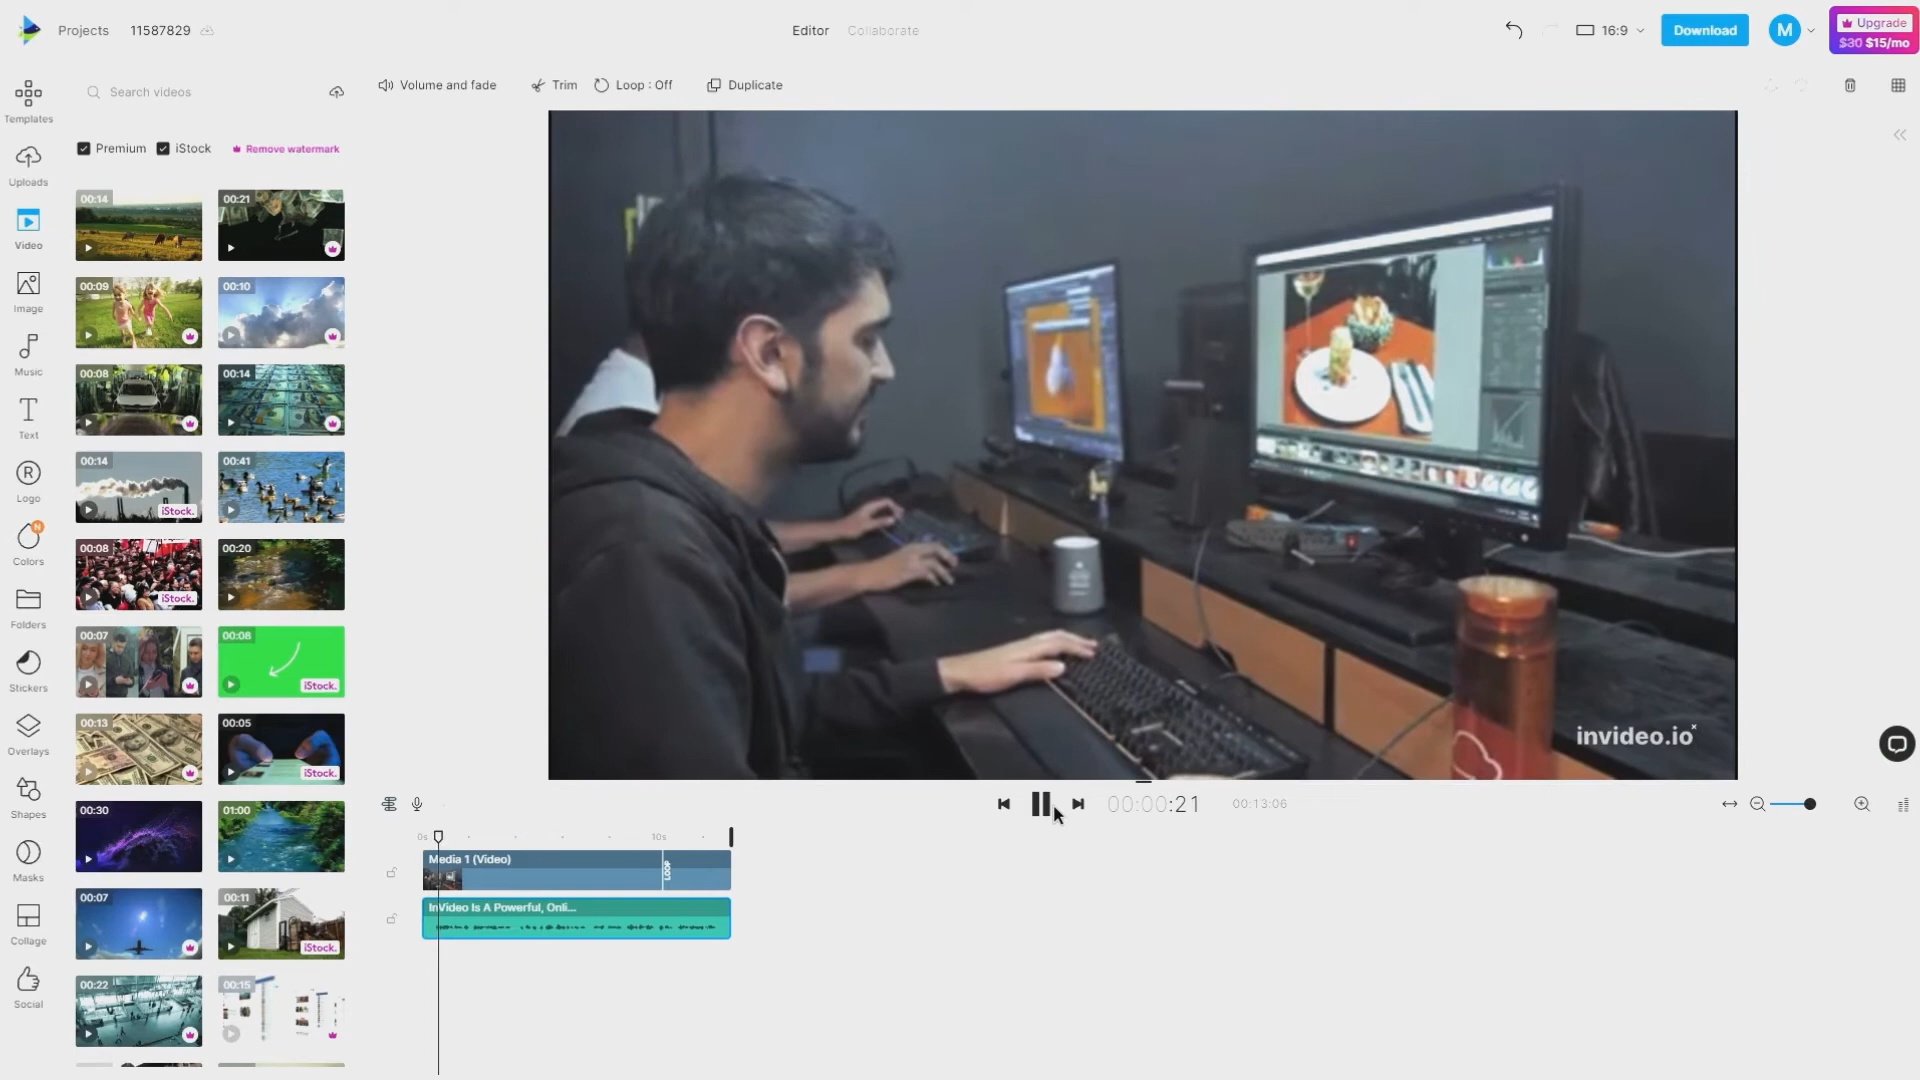 Projects 11587829
Editor Collaborate
16:9
Download
M
Upgrade
$30 $15/mo
Templates
Uploads
Video
Image
Music
Text
R
Logo
N
Colors
Folders
Stickers
Overlays
Shapes
Masks
Collage
Social
Search videos
Premium iStock Remove watermark
00:14 00:21
00:09 00:10
00:08 00:14
00:14 00:41
iStock.
00:08 00:20
iStock.
00:07 00:08
iStock.
00:13 00:05
iStock.
00:30 01:00
00:07 00:11
iStock.
00:22 00:15
Volume and fade Trim Loop : Off Duplicate
invideo.io
00:00:21 00:13:06
0s 10s
Media 1 (Video)
LOOP
InVideo Is A Powerful, Onli...